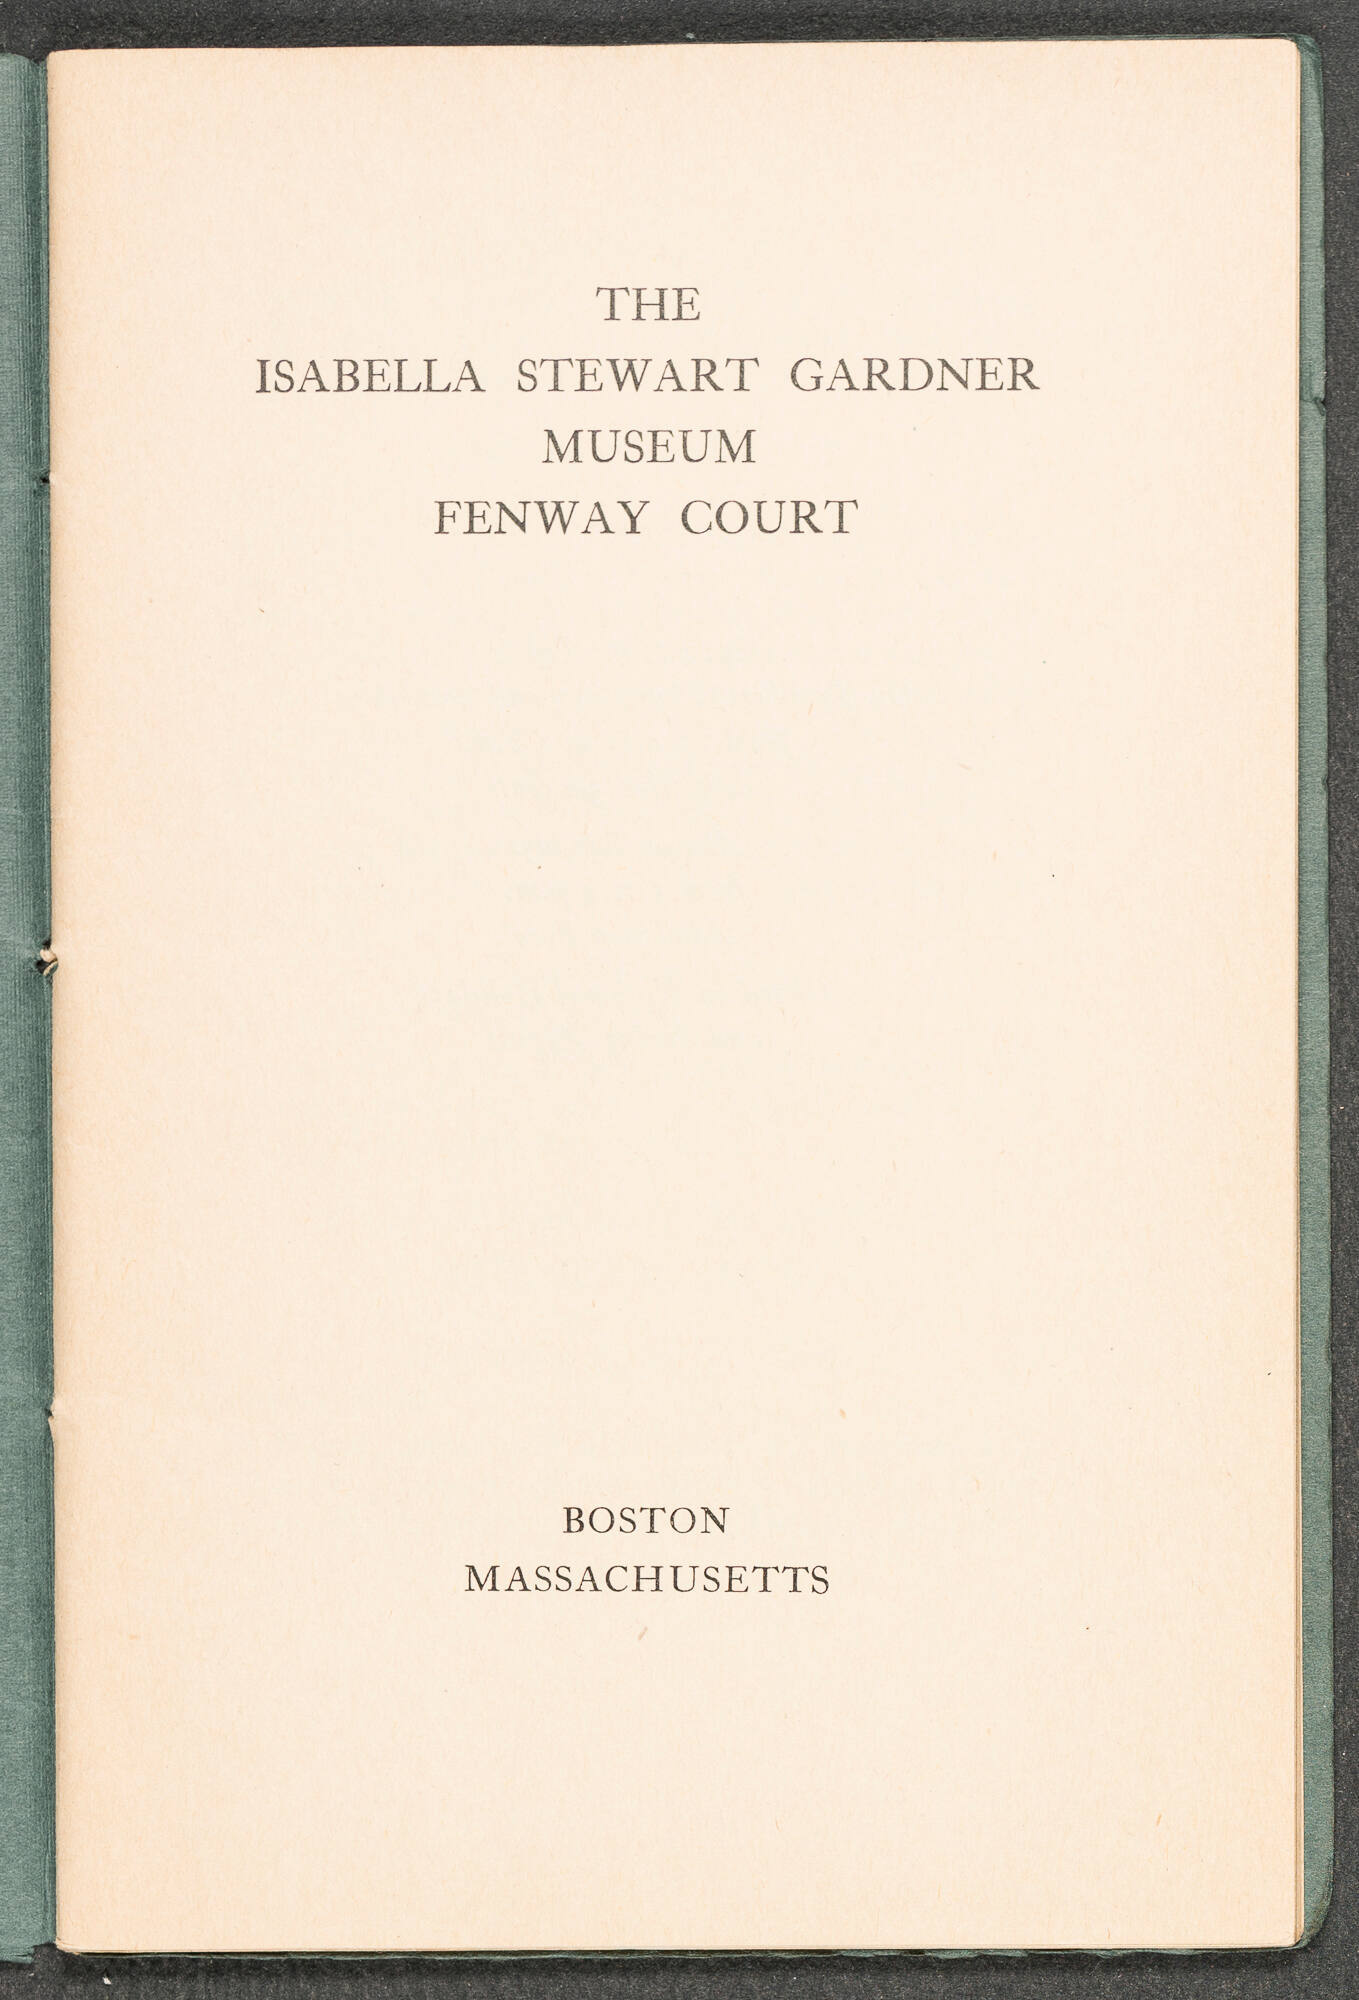 THE
ISABELLA STEWART GARDNER
MUSEUM
FENWAY COURT
BOSTON
MASSACHUSETTS